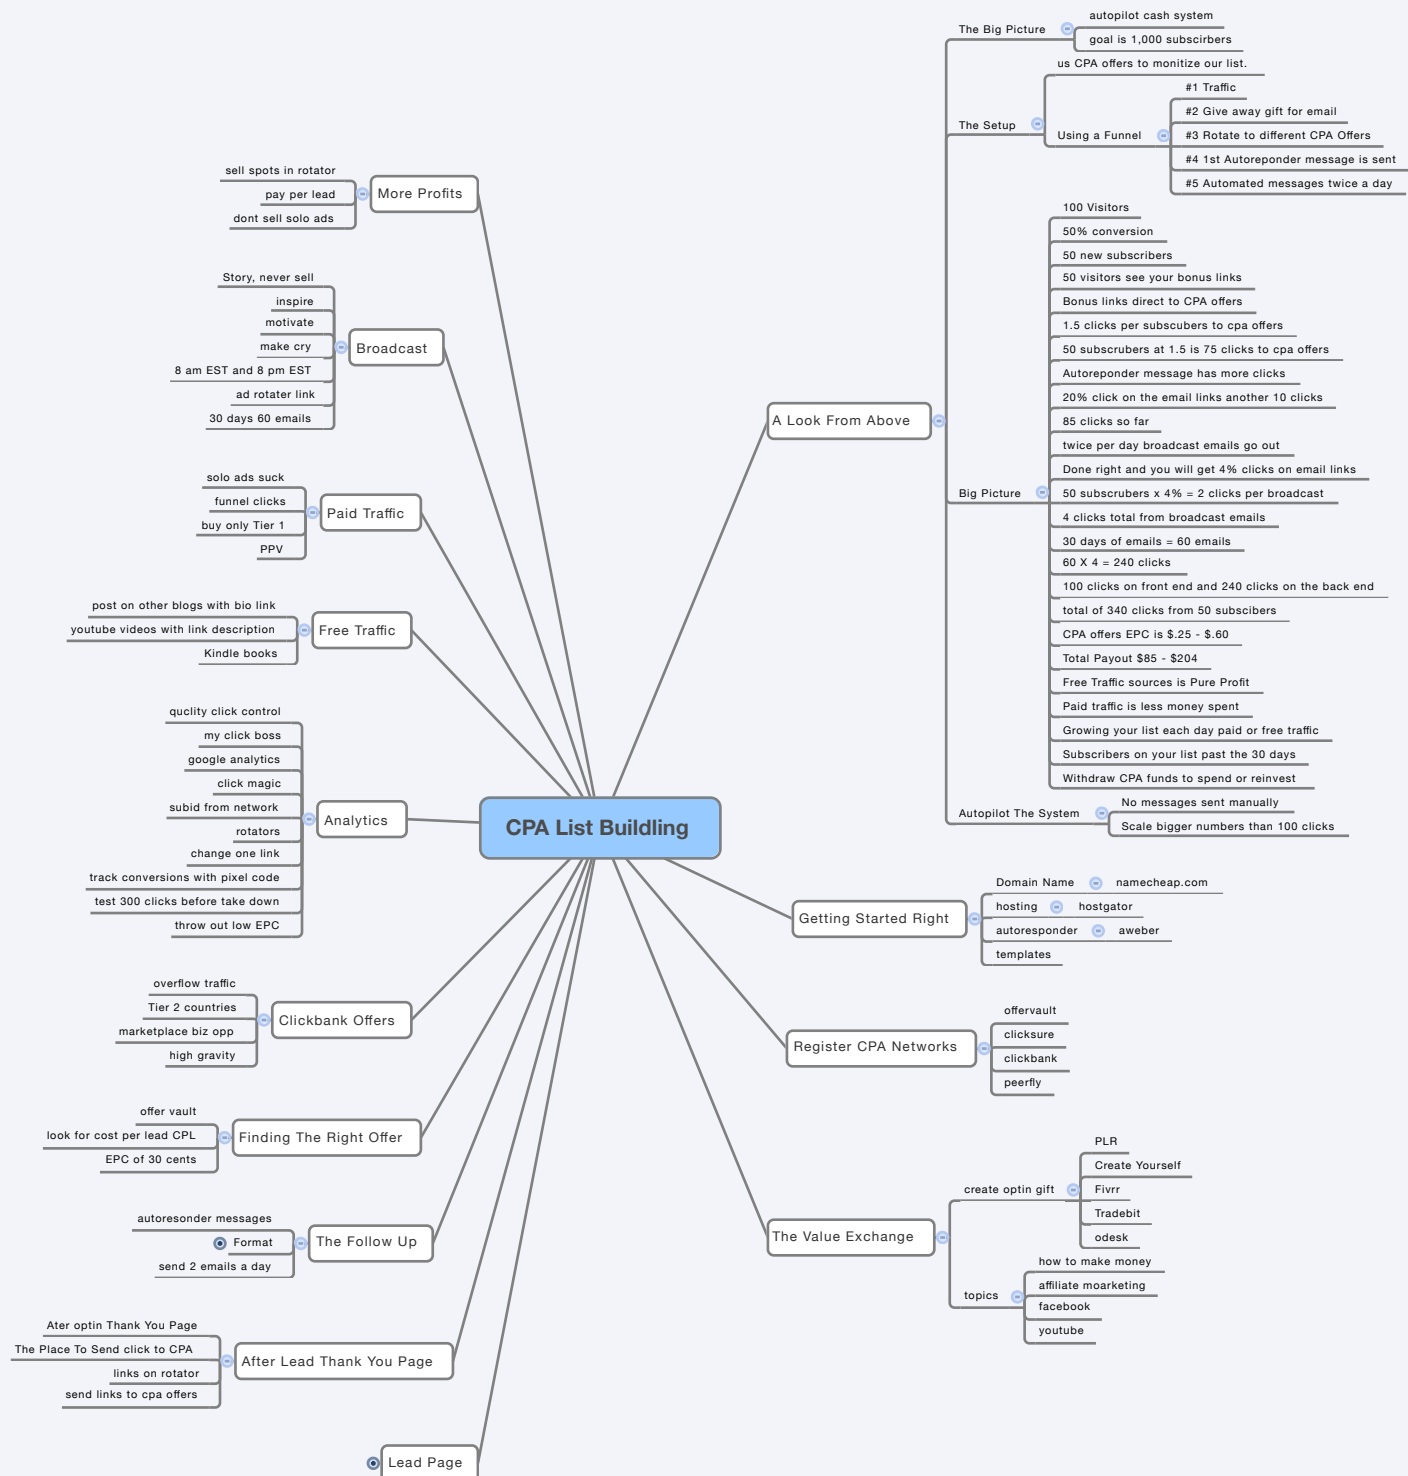 CPA List Buildling
A Look From Above
The Big Picture
autopilot cash system
goal is 1,000 subscirbers
The Setup
us CPA offers to monitize our list.
Using a Funnel
#1 Traffic
#2 Give away gift for email
#3 Rotate to different CPA Offers
#4 1st Autoreponder message is sent
#5 Automated messages twice a day
Big Picture
100 Visitors
50% conversion
50 new subscribers
50 visitors see your bonus links
Bonus links direct to CPA offers
1.5 clicks per subscubers to cpa offers
50 subscrubers at 1.5 is 75 clicks to cpa offers
Autoreponder message has more clicks
20% click on the email links another 10 clicks
85 clicks so far
twice per day broadcast emails go out
Done right and you will get 4% clicks on email links
50 subscrubers x 4% = 2 clicks per broadcast
4 clicks total from broadcast emails
30 days of emails = 60 emails
60 X 4 = 240 clicks
100 clicks on front end and 240 clicks on the back end
total of 340 clicks from 50 subscibers
CPA offers EPC is $.25 - $.60
Total Payout $85 - $204
Free Traffic sources is Pure Profit
Paid traffic is less money spent
Growing your list each day paid or free traffic
Subscribers on your list past the 30 days
Withdraw CPA funds to spend or reinvest
Autopilot The System
No messages sent manually
Scale bigger numbers than 100 clicks
Getting Started Right
Domain Name
namecheap.com
hosting
hostgator
autoresponder
aweber
templates
Register CPA Networks
offervault
clicksure
clickbank
peerfly
The Value Exchange
create optin gift
PLR
Create Yourself
Fivrr
Tradebit
odesk
topics
how to make money
affiliate moarketing
facebook
youtube
More Profits
sell spots in rotator
pay per lead
dont sell solo ads
Broadcast
Story, never sell
inspire
motivate
make cry
8 am EST and 8 pm EST
ad rotater link
30 days 60 emails
Paid Traffic
solo ads suck
funnel clicks
buy only Tier 1
PPV
Free Traffic
post on other blogs with bio link
youtube videos with link description
Kindle books
Analytics
quclity click control
my click boss
google analytics
click magic
subid from network
rotators
change one link
track conversions with pixel code
test 300 clicks before take down
throw out low EPC
Clickbank Offers
overflow traffic
Tier 2 countries
marketplace biz opp
high gravity
Finding The Right Offer
offer vault
look for cost per lead CPL
EPC of 30 cents
The Follow Up
autoresonder messages
Format
send 2 emails a day
After Lead Thank You Page
Ater optin Thank You Page
The Place To Send click to CPA
links on rotator
send links to cpa offers
Lead Page